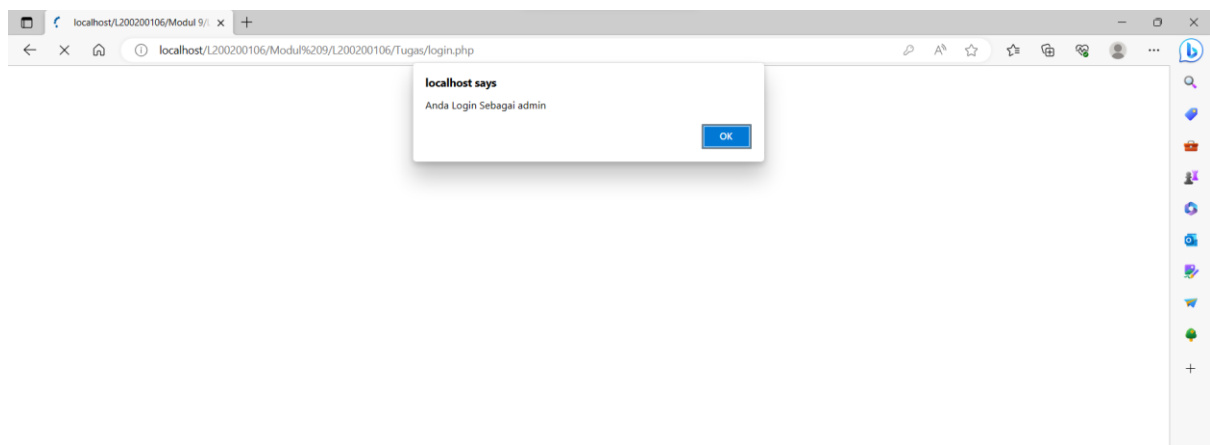 localhost/L200200106/Modul 9/
localhost/L200200106/Modul%209/L200200106/Tugas/login.php
localhost says
Anda Login Sebagai admin
OK